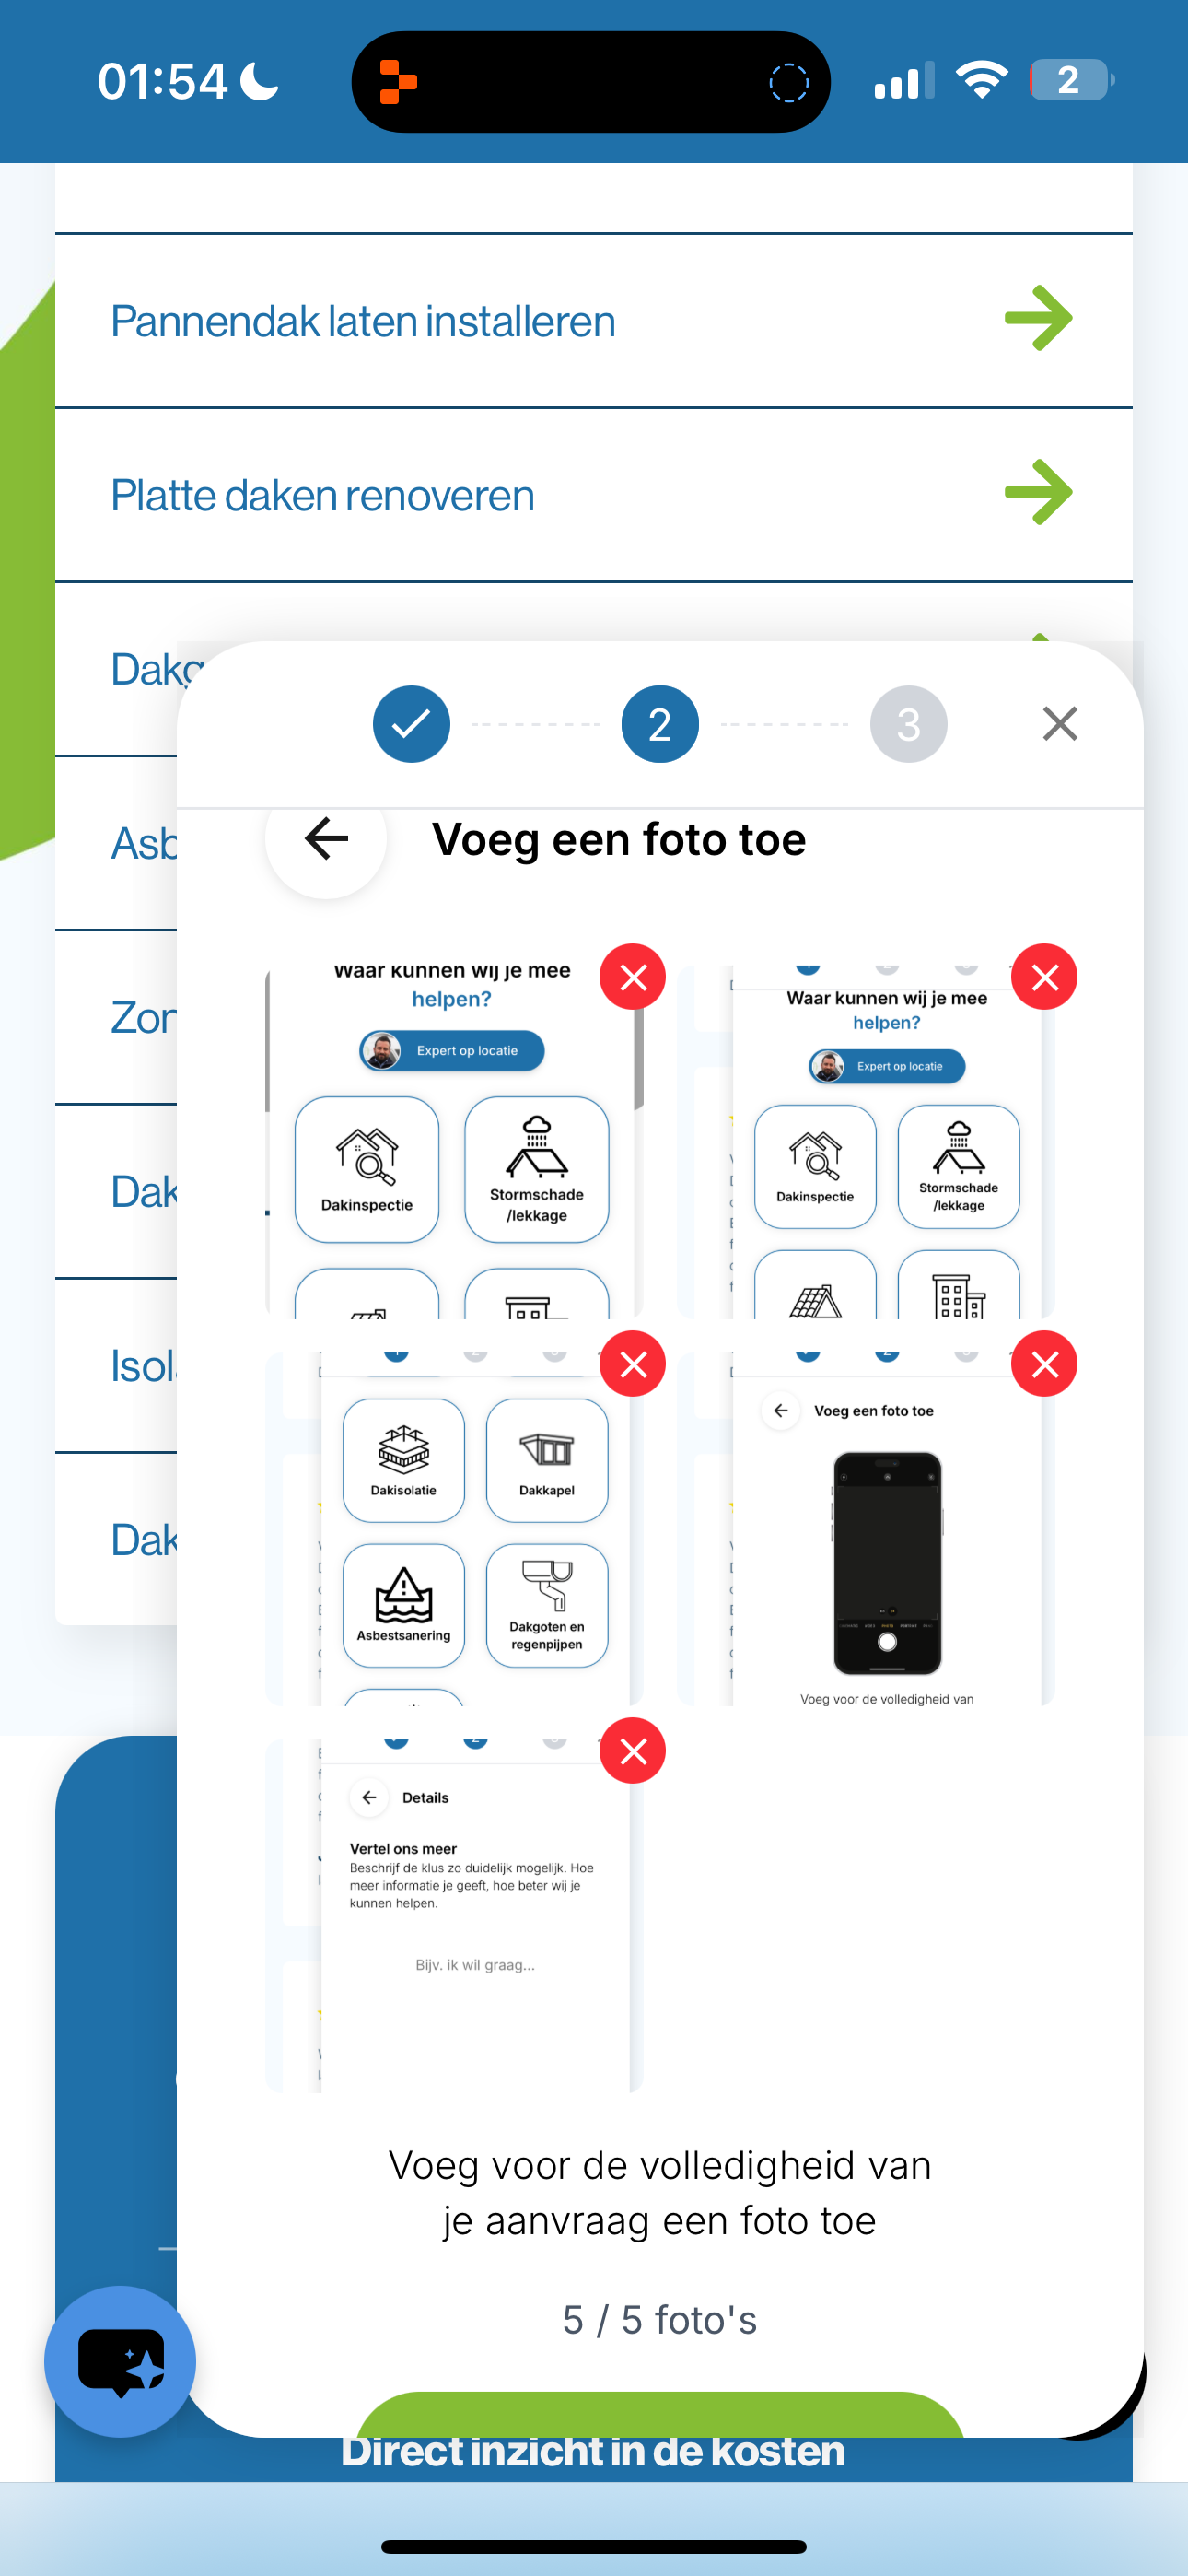 01:54
2
Pannendak laten installeren
Platte daken renoveren
Dakg
2
3
Asb
Voeg een foto toe
Waar kunnen wij je mee
helpen?
Expert op locatie
Dakinspectie
Stormschade
/lekkage
Waar kunnen wij je mee
helpen?
Expert op locatie
Dakinspectie
Stormschade
/lekkage
Zon
Dak
Isol
Dak
Dakisolatie
Dakkapel
Asbestsanering
Dakgoten en
regenpijpen
Voeg een foto toe
Voeg voor de volledigheid van
Details
Vertel ons meer
Beschrijf de klus zo duidelijk mogelijk. Hoe
meer informatie je geeft, hoe beter wij je
kunnen helpen.
Bijv. ik wil graag...
Voeg voor de volledigheid van
je aanvraag een foto toe
5 / 5 foto's
Direct inzicht in de kosten